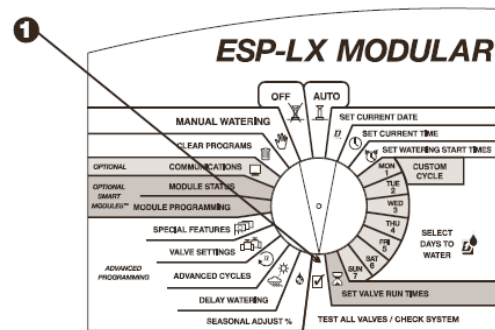 1
ESP-LX MODULAR
OFF
AUTO
MANUAL WATERING
CLEAR PROGRAMS
OPTIONAL
COMMUNICATIONS
OPTIONAL
SMART
MODULES™
MODULE STATUS
MODULE PROGRAMMING
ADVANCED
PROGRAMMING
SPECIAL FEATURES
VALVE SETTINGS
ADVANCED CYCLES
DELAY WATERING
SEASONAL ADJUST %
SET CURRENT DATE
SET CURRENT TIME
SET WATERING START TIMES
CUSTOM
CYCLE
MON
1
TUE
2
WED
3
THU
4
FRI
5
SAT
6
SUN
7
SELECT
DAYS TO
WATER
SET VALVE RUN TIMES
TEST ALL VALVES / CHECK SYSTEM